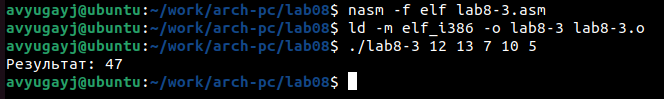 avyugayj@ubuntu:~/work/arch-pc/lab08$ nasm -f elf lab8-3.asm
avyugayj@ubuntu:~/work/arch-pc/lab08$ ld -m elf_i386 -o lab8-3 lab8-3.o
avyugayj@ubuntu:~/work/arch-pc/lab08$ ./lab8-3 12 13 7 10 5
Результат: 47
avyugayj@ubuntu:~/work/arch-pc/lab08$